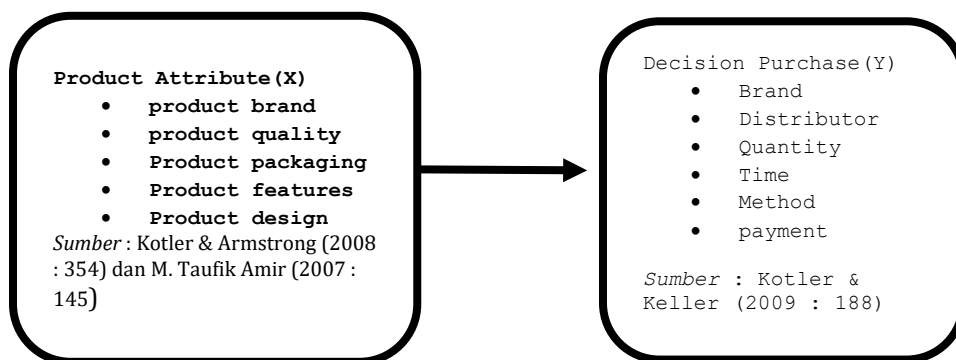 Product Attribute(X)
• product brand
• product quality
• Product packaging
• Product features
• Product design
Sumber : Kotler & Armstrong (2008
: 354) dan M. Taufik Amir (2007 :
145)
Decision Purchase(Y)
• Brand
• Distributor
• Quantity
• Time
• Method
• payment
Sumber : Kotler &
Keller (2009 : 188)